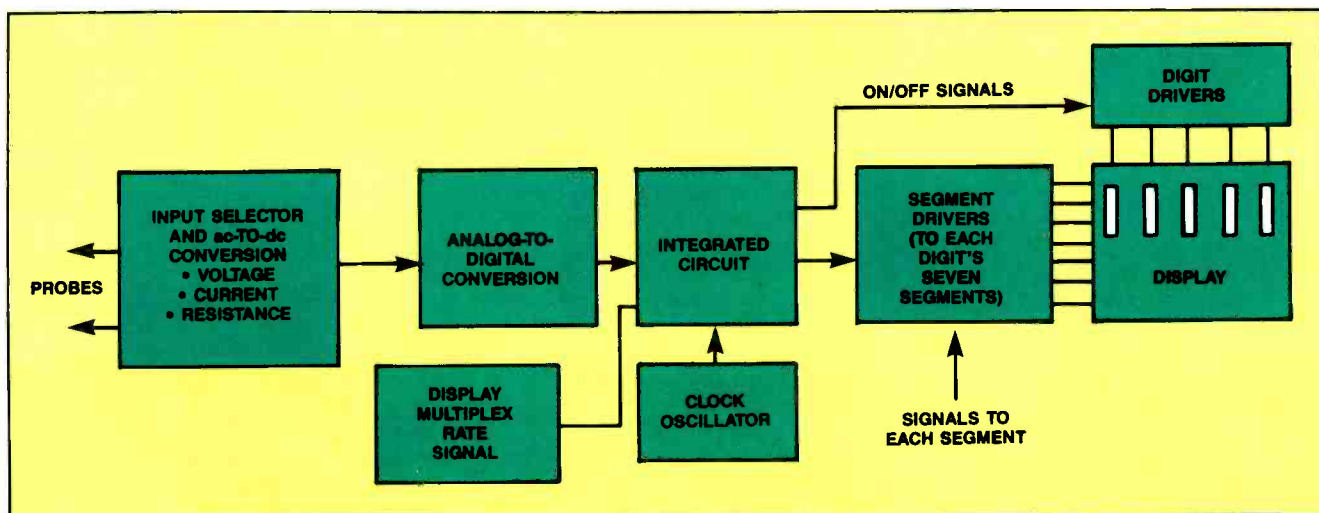 PROBES
INPUT SELECTOR
AND ac-TO-dc
CONVERSION
• VOLTAGE
• CURRENT
• RESISTANCE
ANALOG-TO-
DIGITAL
CONVERSION
DISPLAY
MULTIPLEX
RATE
SIGNAL
INTEGRATED
CIRCUIT
CLOCK
OSCILLATOR
ON/OFF SIGNALS
SEGMENT
DRIVERS
(TO EACH
DIGIT'S
SEVEN
SEGMENTS)
SIGNALS TO
EACH SEGMENT
DIGIT
DRIVERS
DISPLAY